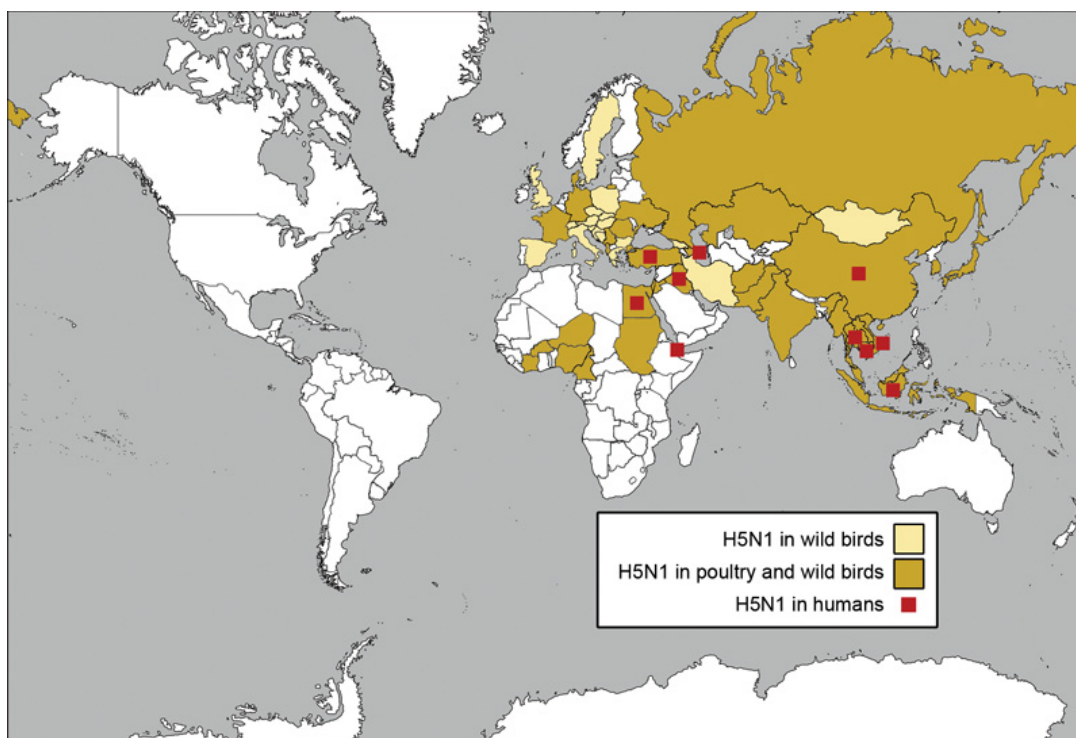 H5N1 in wild birds
H5N1 in poultry and wild birds
H5N1 in humans